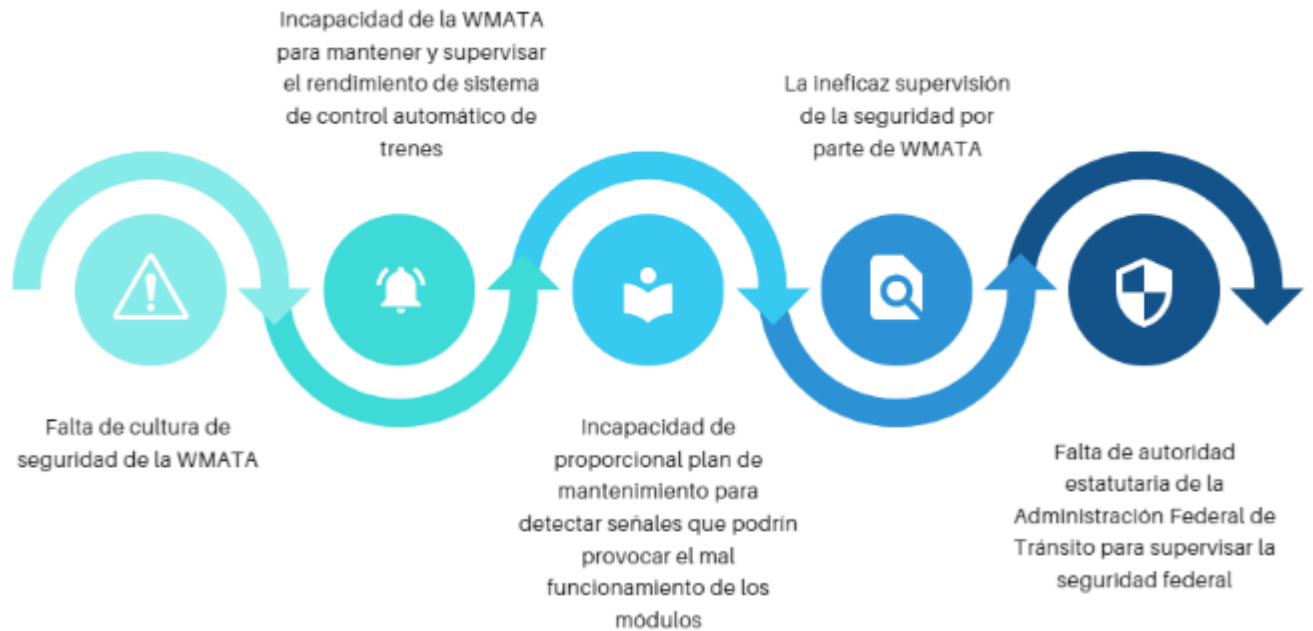 Falta de cultura de
seguridad de la WMATA
Incapacidad de la WMATA
para mantener y supervisar
el rendimiento de sistema
de control automático de
trenes
Incapacidad de
proporcional plan de
mantenimiento para
detectar señales que podrín
provocar el mal
funcionamiento de los
módulos
La ineficaz supervisión
de la seguridad por
parte de WMATA
Falta de autoridad
estatutaria de la
Administración Federal de
Tránsito para supervisar la
seguridad federal